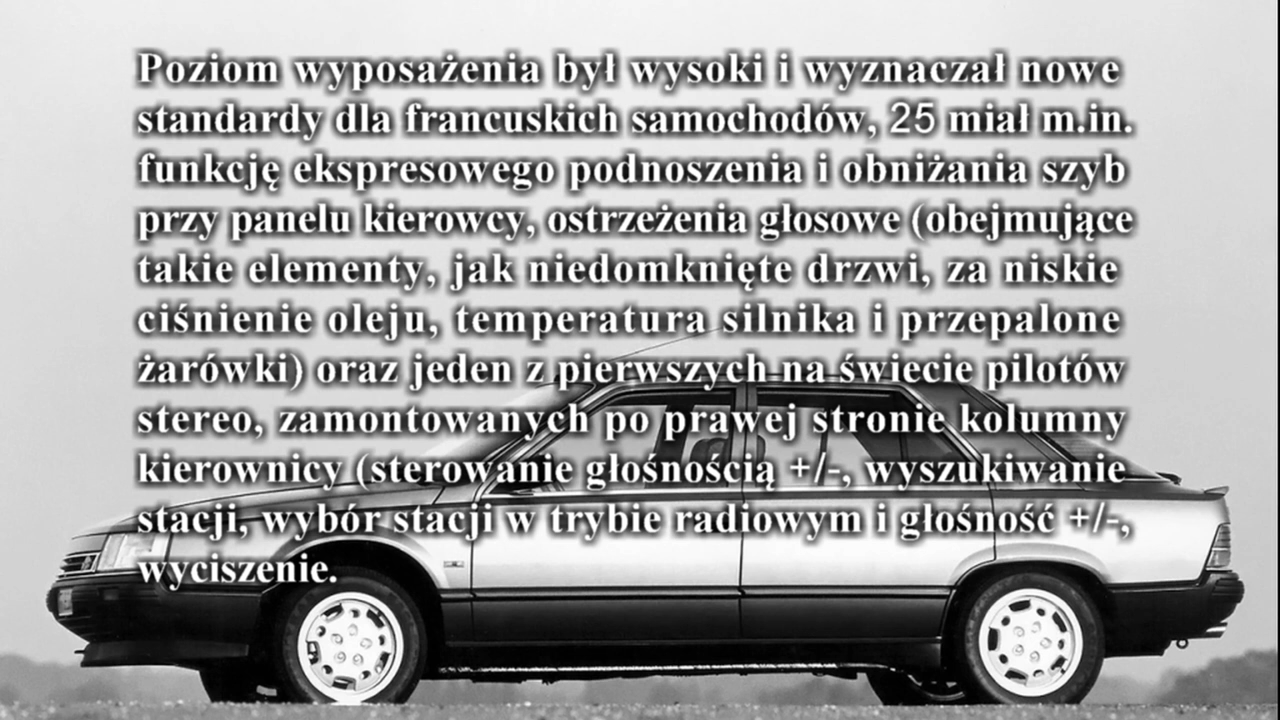 Poziom wyposażenia był wysoki i wyznaczał nowe
standardy dla francuskich samochodów, 25 miał m.in.
funkcję ekspresowego podnoszenia i obniżania szyb
przy panelu kierowcy, ostrzeżenia głosowe (obejmujące
takie elementy, jak niedomknięte drzwi, za niskie
ciśnienie oleju, temperatura silnika i przepalone
żarówki) oraz jeden z pierwszych na świecie pilotów
stereo, zamontowanych po prawej stronie kolumny
kierownicy (sterowanie głośnością +/-, wyszukiwanie
stacji, wybór stacji w trybie radiowym i głośność +/-,
wyciszenie.